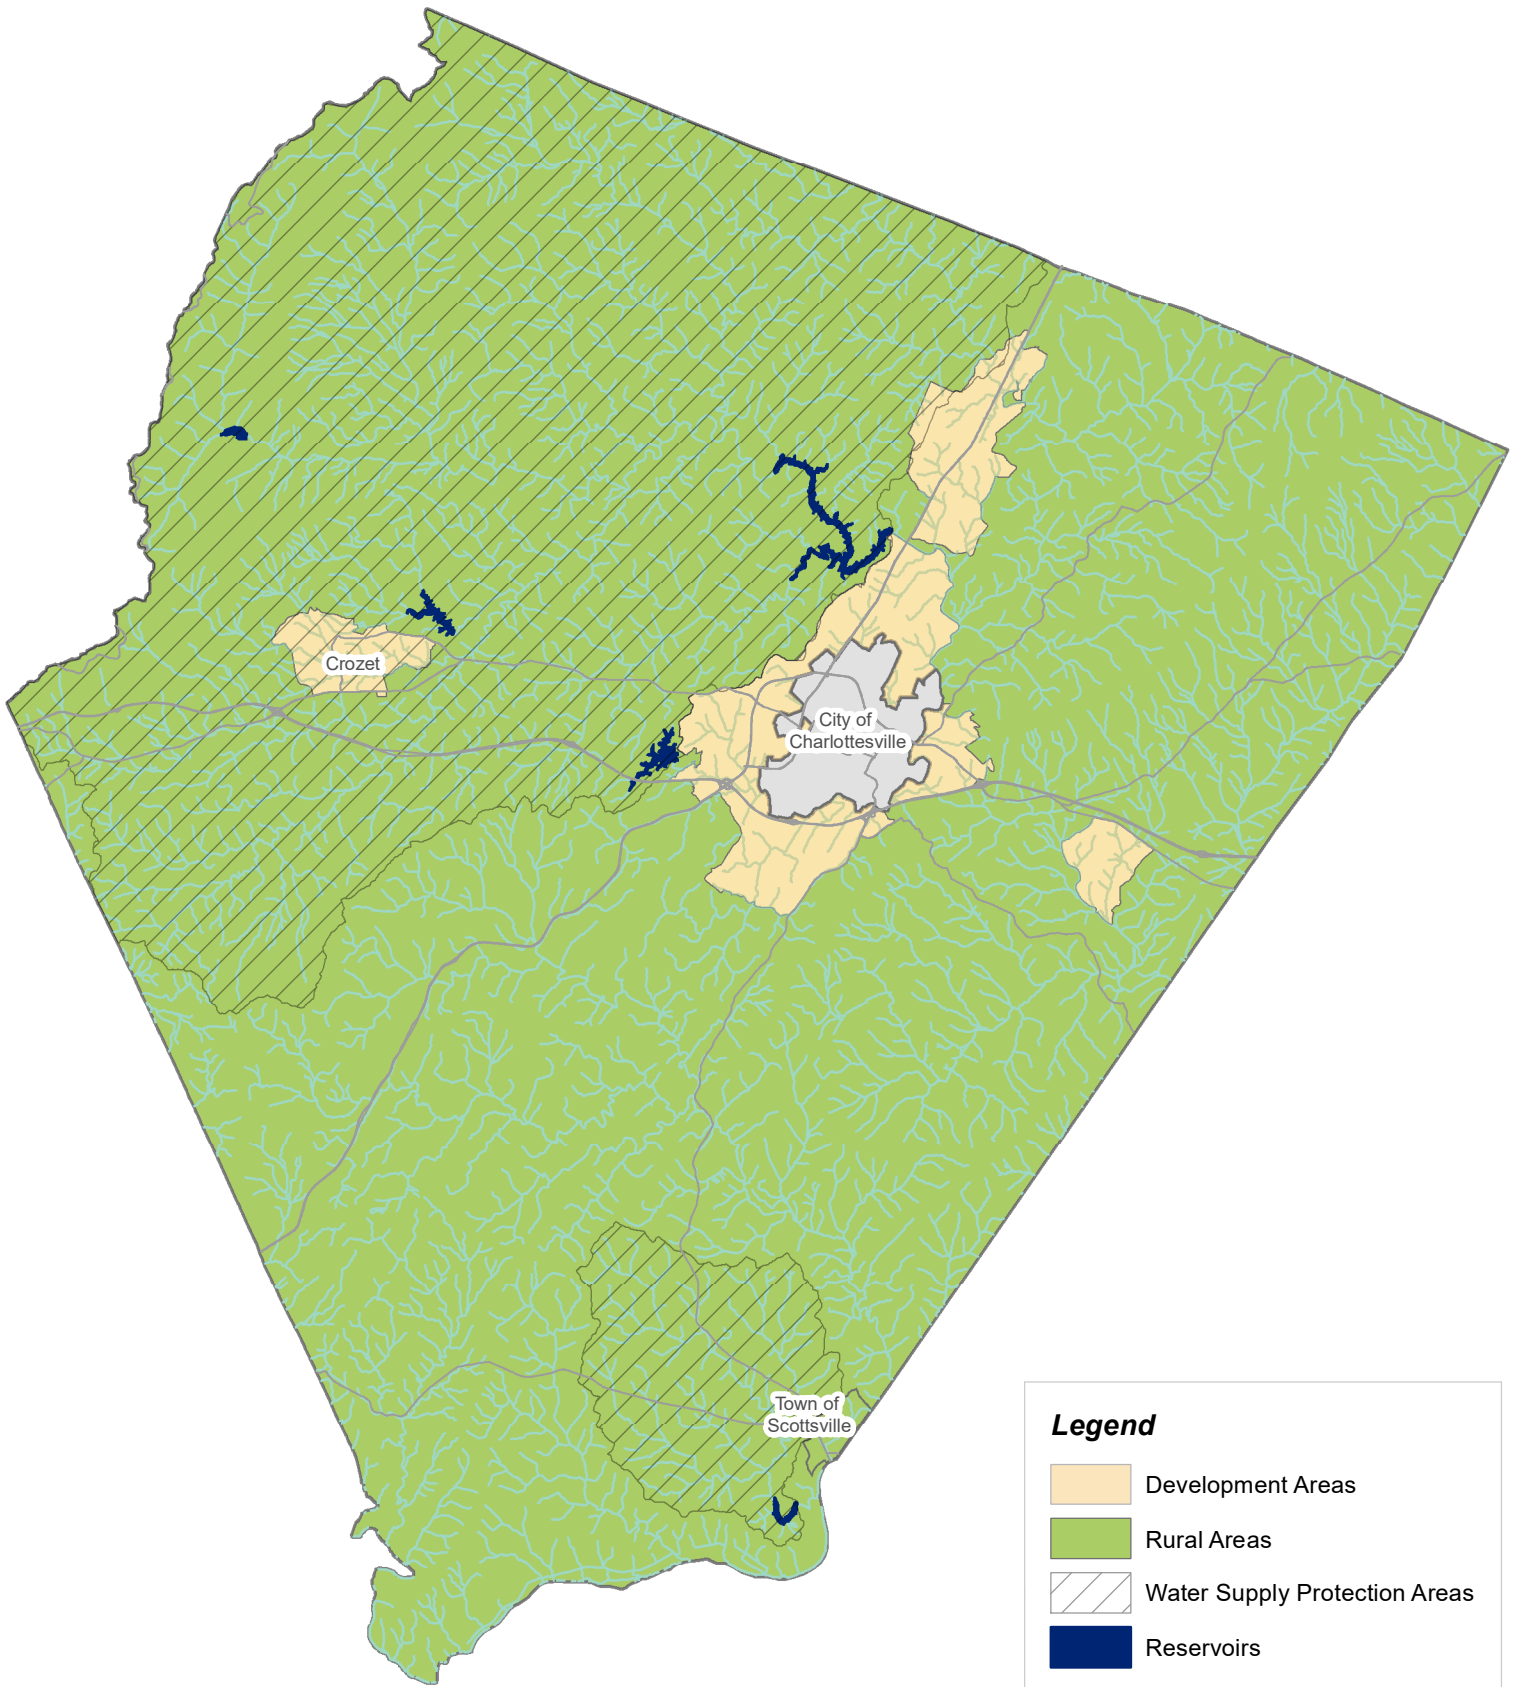 Crozet
City of
Charlottesville
Town of
Scottsville
Legend
Development Areas
Rural Areas
Water Supply Protection Areas
Reservoirs